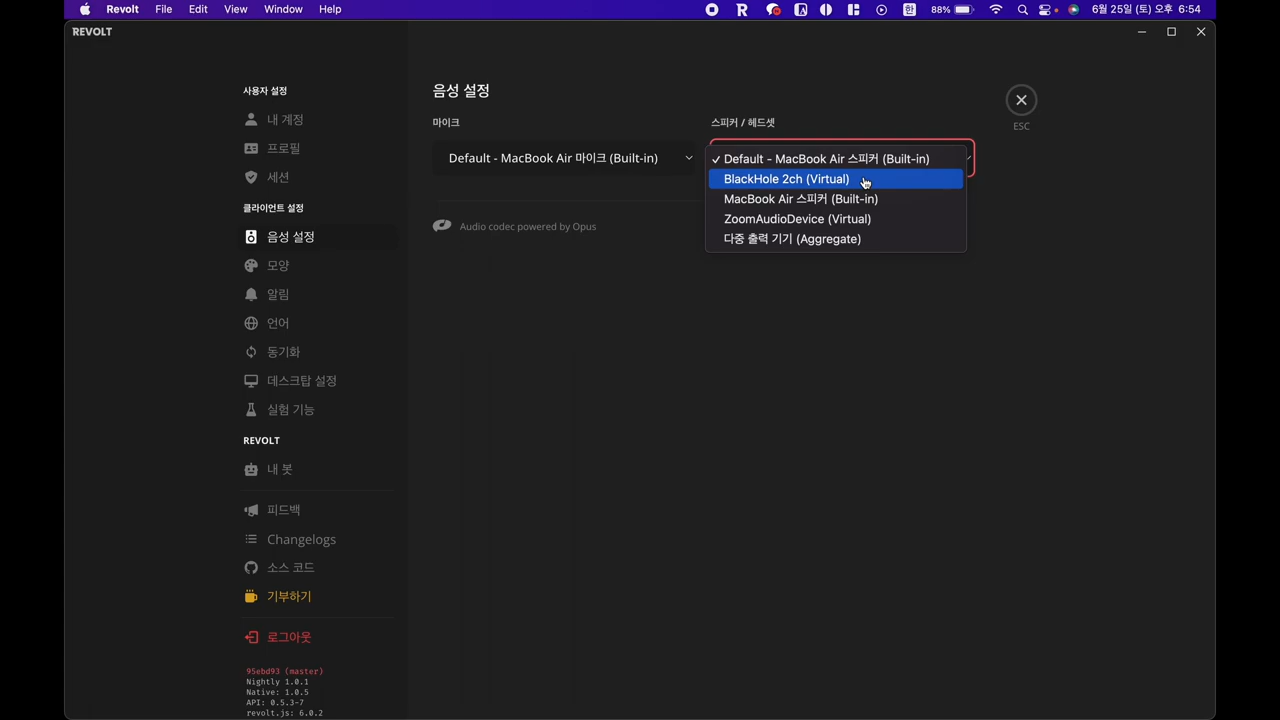 Revolt File Edit View Window Help 한 88% 6월 25일 (토) 오후 6:54
REVOLT
사용자 설정
내 계정
프로필
세션
클라이언트 설정
음성 설정
모양
알림
언어
동기화
데스크탑 설정
실험 기능
REVOLT
내 봇
피드백
Changelogs
소스 코드
기부하기
로그아웃
95ebd93 (master)
Nightly 1.0.1
Native: 1.0.5
API: 0.5.3-7
revolt.js: 6.0.2
음성 설정
마이크
Default - MacBook Air 마이크 (Built-in)
Audio codec powered by Opus
스피커 / 헤드셋
✓ Default - MacBook Air 스피커 (Built-in)
BlackHole 2ch (Virtual)
MacBook Air 스피커 (Built-in)
ZoomAudioDevice (Virtual)
다중 출력 기기 (Aggregate)
ESC